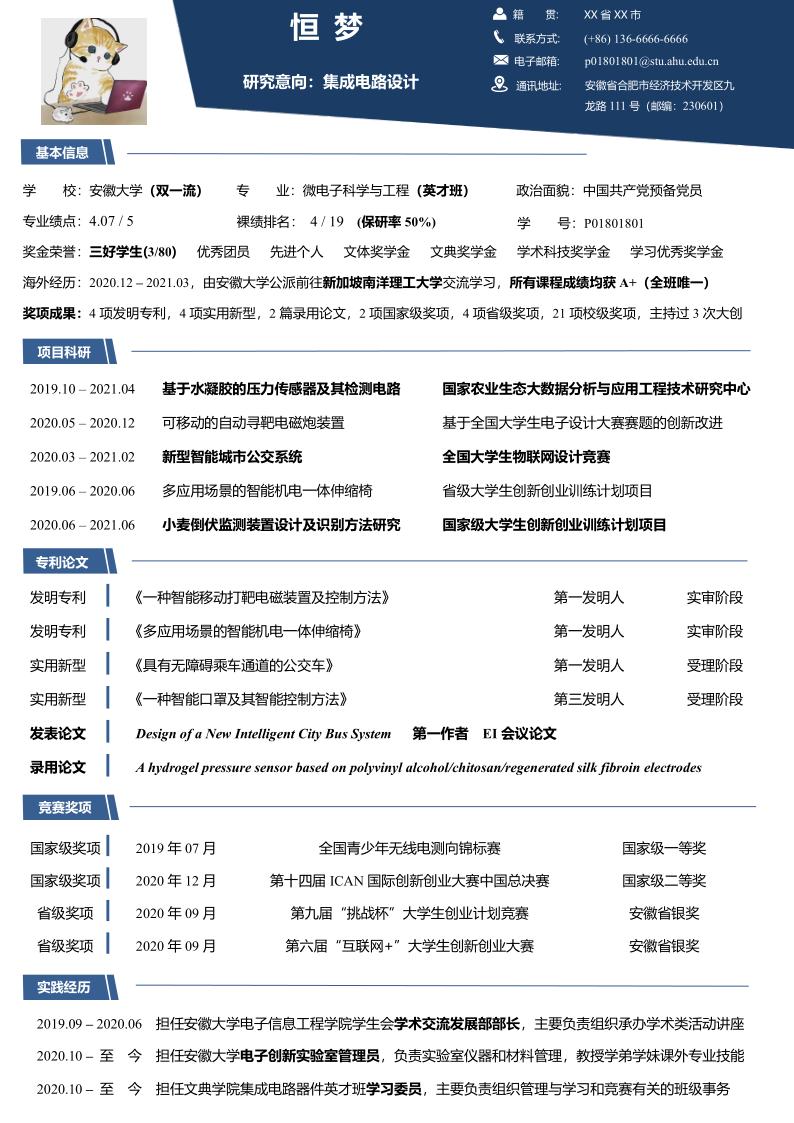 恒 梦
研究意向：集成电路设计
籍 贯: XX 省 XX 市
联系方式: (+86) 136-6666-6666
电子邮箱: p01801801@stu.ahu.edu.cn
通讯地址: 安徽省合肥市经济技术开发区九
龙路 111 号（邮编：230601）
基本信息
学 校：安徽大学（双一流） 专 业：微电子科学与工程（英才班） 政治面貌：中国共产党预备党员
专业绩点：4.07 / 5 裸绩排名： 4 / 19 (保研率 50%) 学 号：P01801801
奖金荣誉：三好学生(3/80) 优秀团员 先进个人 文体奖学金 文典奖学金 学术科技奖学金 学习优秀奖学金
海外经历：2020.12 – 2021.03，由安徽大学公派前往新加坡南洋理工大学交流学习，所有课程成绩均获 A+（全班唯一）
奖项成果：4 项发明专利，4 项实用新型，2 篇录用论文，2 项国家级奖项，4 项省级奖项，21 项校级奖项，主持过 3 次大创
项目科研
2019.10 – 2021.04 基于水凝胶的压力传感器及其检测电路 国家农业生态大数据分析与应用工程技术研究中心
2020.05 – 2020.12 可移动的自动寻靶电磁炮装置 基于全国大学生电子设计大赛赛题的创新改进
2020.03 – 2021.02 新型智能城市公交系统 全国大学生物联网设计竞赛
2019.06 – 2020.06 多应用场景的智能机电一体伸缩椅 省级大学生创新创业训练计划项目
2020.06 – 2021.06 小麦倒伏监测装置设计及识别方法研究 国家级大学生创新创业训练计划项目
专利论文
发明专利 《一种智能移动打靶电磁装置及控制方法》 第一发明人 实审阶段
发明专利 《多应用场景的智能机电一体伸缩椅》 第一发明人 实审阶段
实用新型 《具有无障碍乘车通道的公交车》 第一发明人 受理阶段
实用新型 《一种智能口罩及其智能控制方法》 第三发明人 受理阶段
发表论文 Design of a New Intelligent City Bus System 第一作者 EI 会议论文
录用论文 A hydrogel pressure sensor based on polyvinyl alcohol/chitosan/regenerated silk fibroin electrodes
竞赛奖项
国家级奖项 2019 年 07 月 全国青少年无线电测向锦标赛 国家级一等奖
国家级奖项 2020 年 12 月 第十四届 ICAN 国际创新创业大赛中国总决赛 国家级二等奖
省级奖项 2020 年 09 月 第九届“挑战杯”大学生创业计划竞赛 安徽省银奖
省级奖项 2020 年 09 月 第六届“互联网+”大学生创新创业大赛 安徽省银奖
实践经历
2019.09 – 2020.06 担任安徽大学电子信息工程学院学生会学术交流发展部部长，主要负责组织承办学术类活动讲座
2020.10 – 至 今 担任安徽大学电子创新实验室管理员，负责实验室仪器和材料管理，教授学弟学妹课外专业技能
2020.10 – 至 今 担任文典学院集成电路器件英才班学习委员，主要负责组织管理与学习和竞赛有关的班级事务